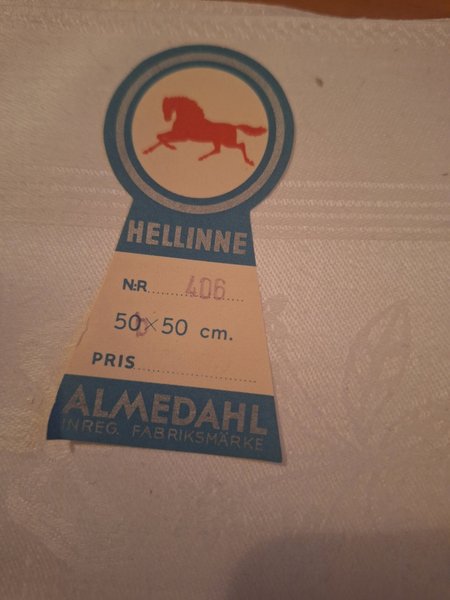 HELLINNE
N:R 406
50 b × 50 cm.
PRIS
ALMEDAHL
INREG. FABRIKSMÄRKE